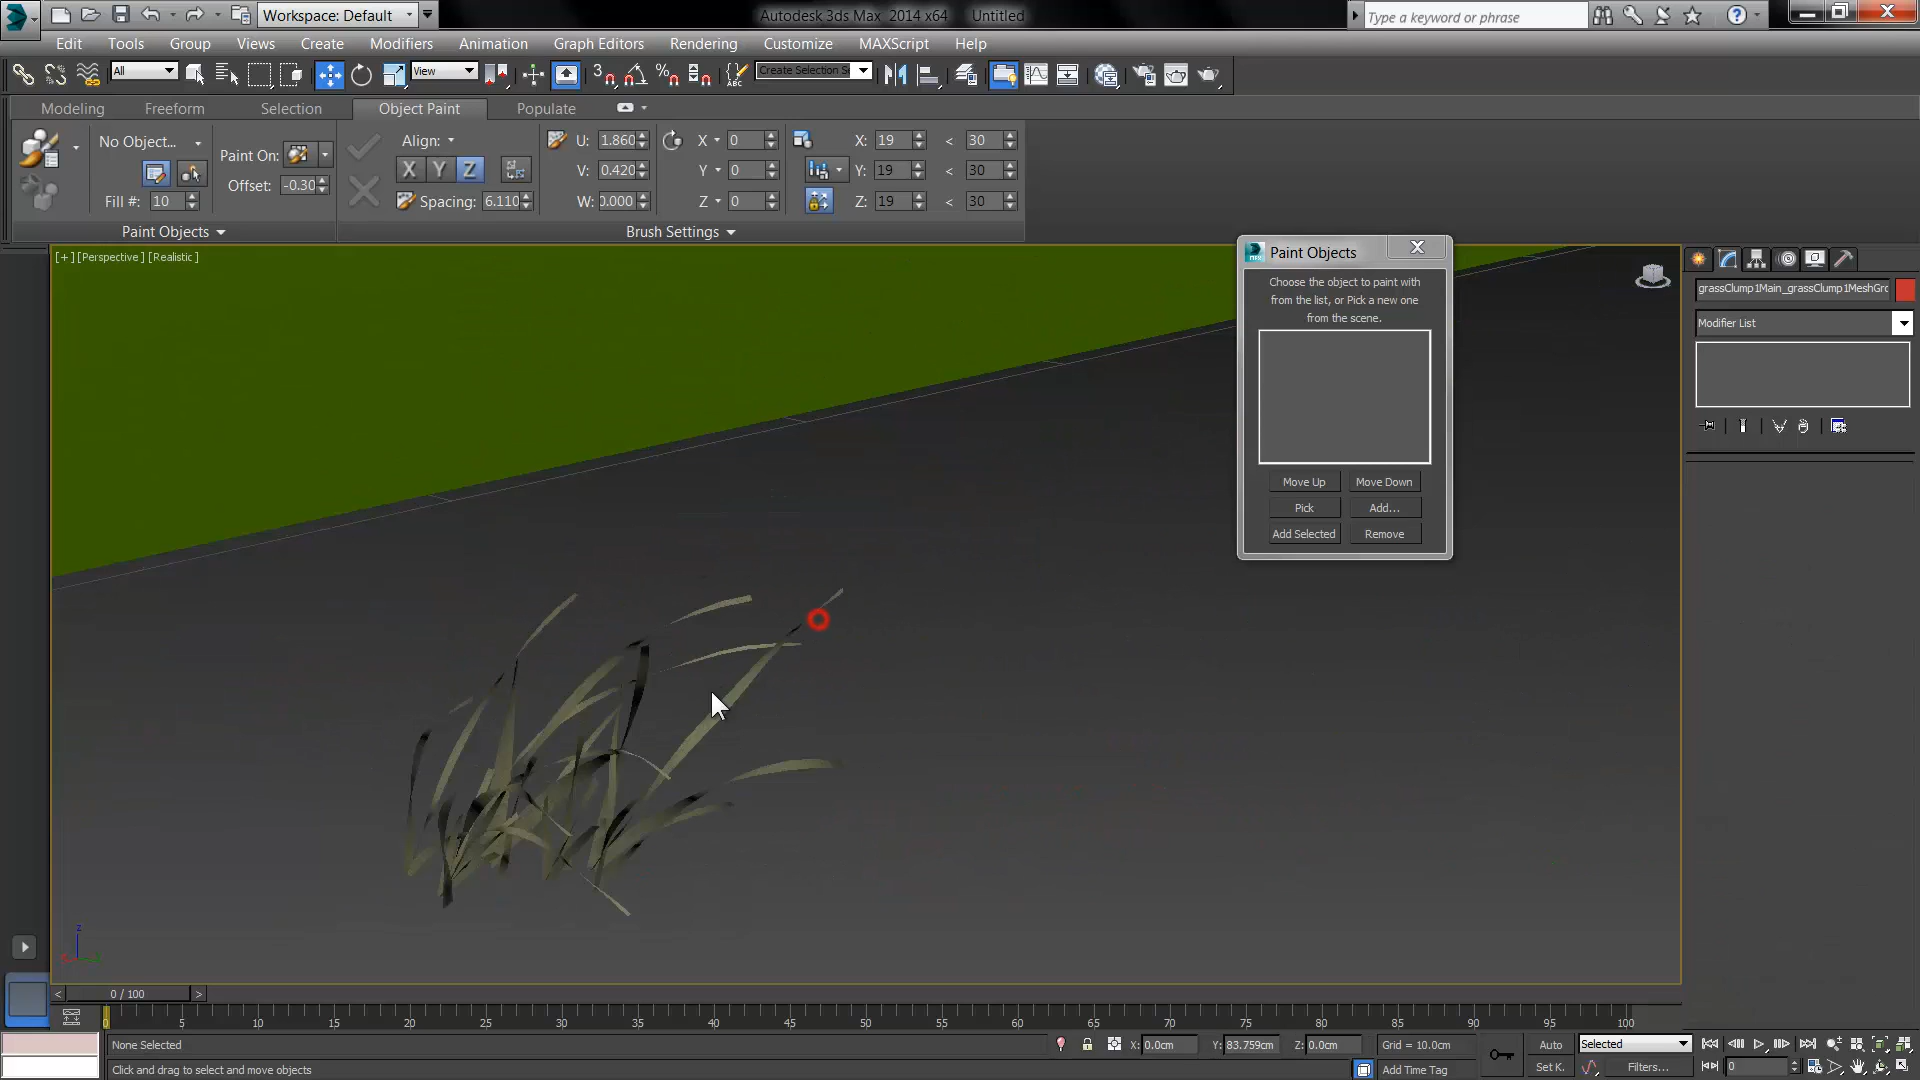 Workspace: Default
Autodesk 3ds Max  2014 x64    Untitled
Type a keyword or phrase
Edit Tools Group Views Create Modifiers Animation Graph Editors Rendering Customize MAXScript Help
All View 3 ABC Create Selection Se
Modeling Freeform Selection Object Paint Populate
No Object... Paint On: Align: U: 1.860 X 0 X: 19 < 30
X Y Z V: 0.420 Y 0 Y: 19 < 30
Offset: -0.30
Fill #: 10 Spacing: 6.110 W: 0.000 Z 0 Z: 19 < 30
Paint Objects Brush Settings
[+] [Perspective] [Realistic]
Paint Objects
Choose the object to paint with
from the list, or Pick a new one
from the scene.
Move Up Move Down
Pick Add...
Add Selected Remove
grassClump1Main_grassClump1MeshGro
Modifier List
z
0 / 100
0 5 10 15 20 25 30 35 40 45 50 55 60 65 70 75 80 85 90 95 100
None Selected X: 0.0cm Y: 83.759cm Z: 0.0cm Grid = 10.0cm Auto Selected
Click and drag to select and move objects Add Time Tag Set K. Filters... 0